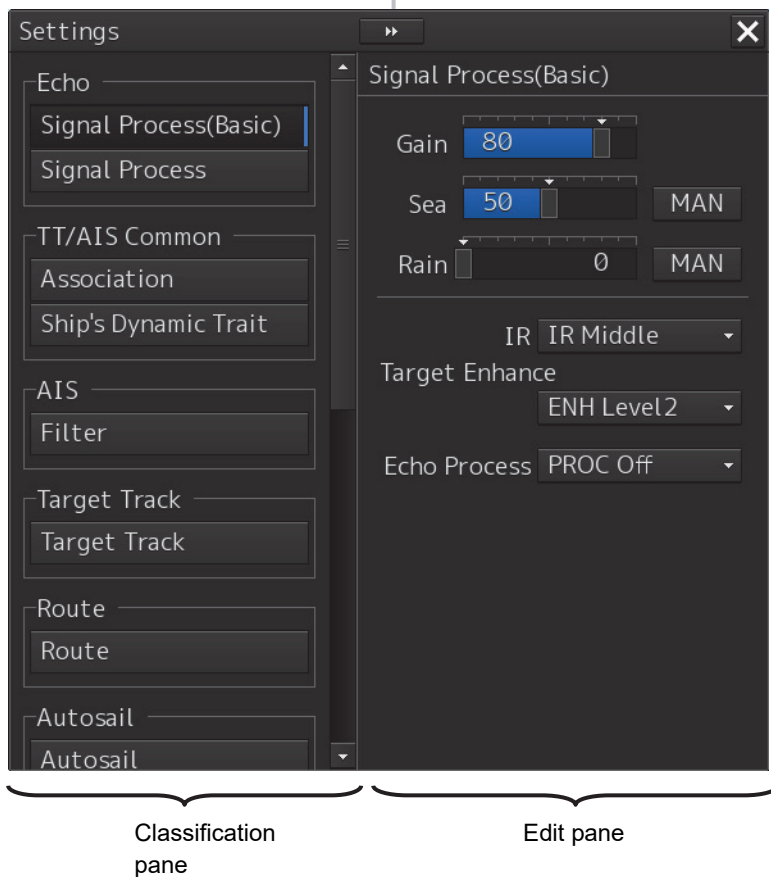 Settings
Echo
Signal Process(Basic)
Signal Process
TT/AIS Common
Association
Ship's Dynamic Trait
AIS
Filter
Target Track
Target Track
Route
Route
Autosail
Autosail
Signal Process(Basic)
Gain 80
Sea 50 MAN
Rain 0 MAN
IR IR Middle
Target Enhance
ENH Level2
Echo Process PROC Off
Classification
pane
Edit pane